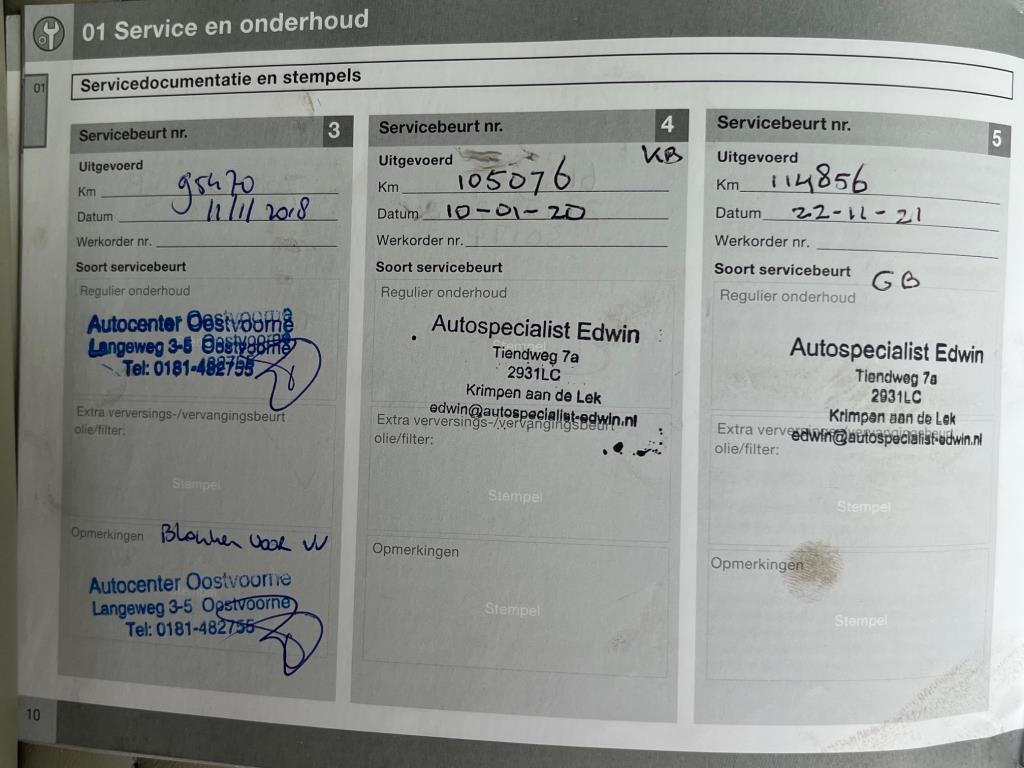 01 Service en onderhoud
01
Servicedocumentatie en stempels
Servicebeurt nr. 3
Uitgevoerd
Km 95470
Datum 11/11 2018
Werkorder nr.
Soort servicebeurt
Regulier onderhoud
Autocenter Oostvoorne
Langeweg 3-5 Oostvoorne
Tel: 0181-482755
Extra verversings-/vervangingsbeurt
olie/filter:
Stempel
Opmerkingen Blokken voor VV
Autocenter Oostvoorne
Langeweg 3-5 Oostvoorne
Tel: 0181-482755
Servicebeurt nr. 4
Uitgevoerd KB
Km 105076
Datum 10-01-20
Werkorder nr.
Soort servicebeurt
Regulier onderhoud
Autospecialist Edwin
Stempel
Tiendweg 7a
2931LC
Krimpen aan de Lek
edwin@autospecialist-edwin.nl
Extra verversings-/vervangingsbeurt
olie/filter:
Stempel
Opmerkingen
Stempel
Servicebeurt nr. 5
Uitgevoerd
Km 114856
Datum 22-11-21
Werkorder nr.
Soort servicebeurt GB
Regulier onderhoud
Autospecialist Edwin
Tiendweg 7a
2931LC
Krimpen aan de Lek
Extra verversings-/vervangingsbeurt
edwin@autospecialist-edwin.nl
olie/filter:
Stempel
Opmerkingen
Stempel
10